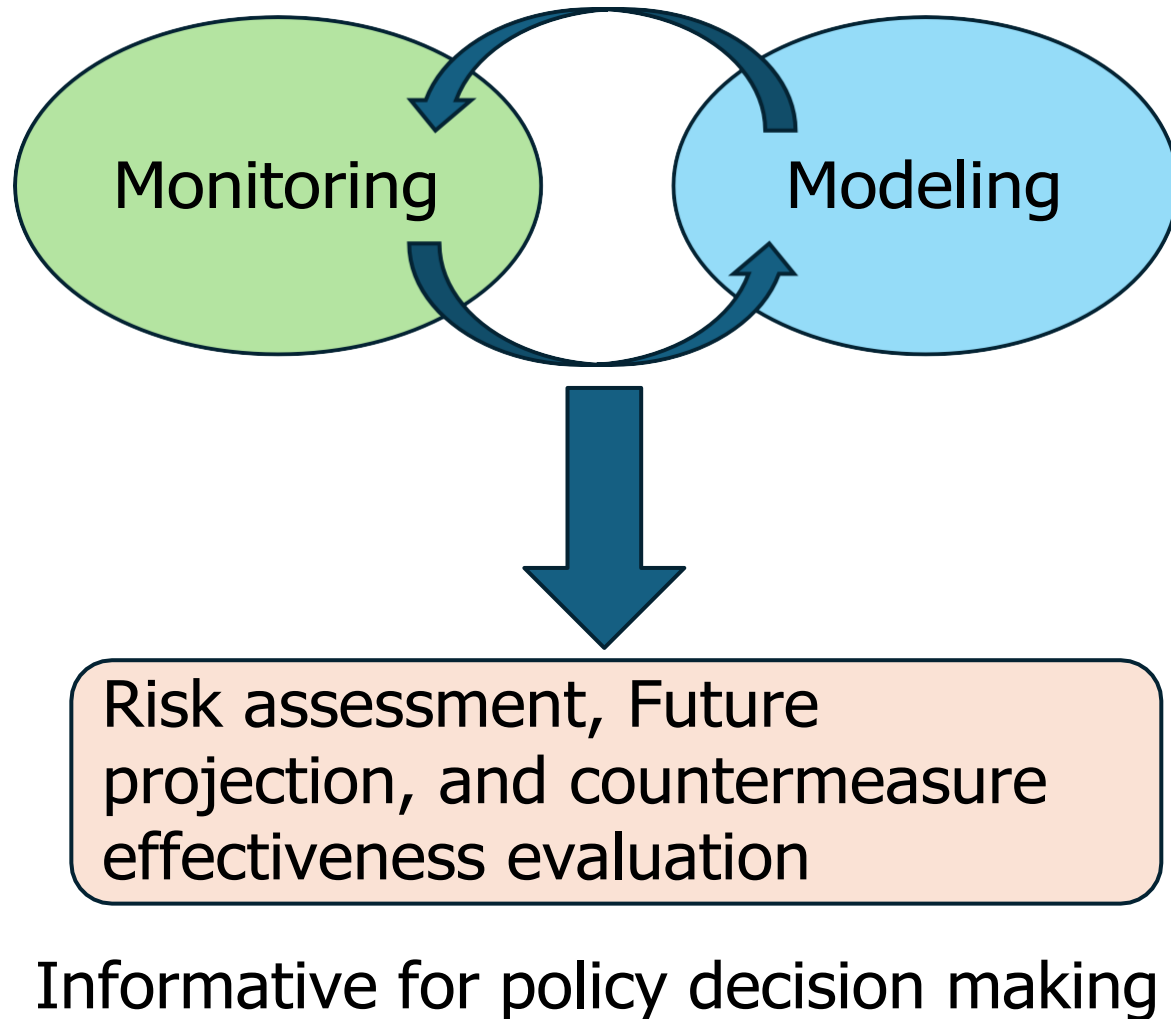 Monitoring
Modeling
Risk assessment, Future
projection, and countermeasure
effectiveness evaluation
Informative for policy decision making